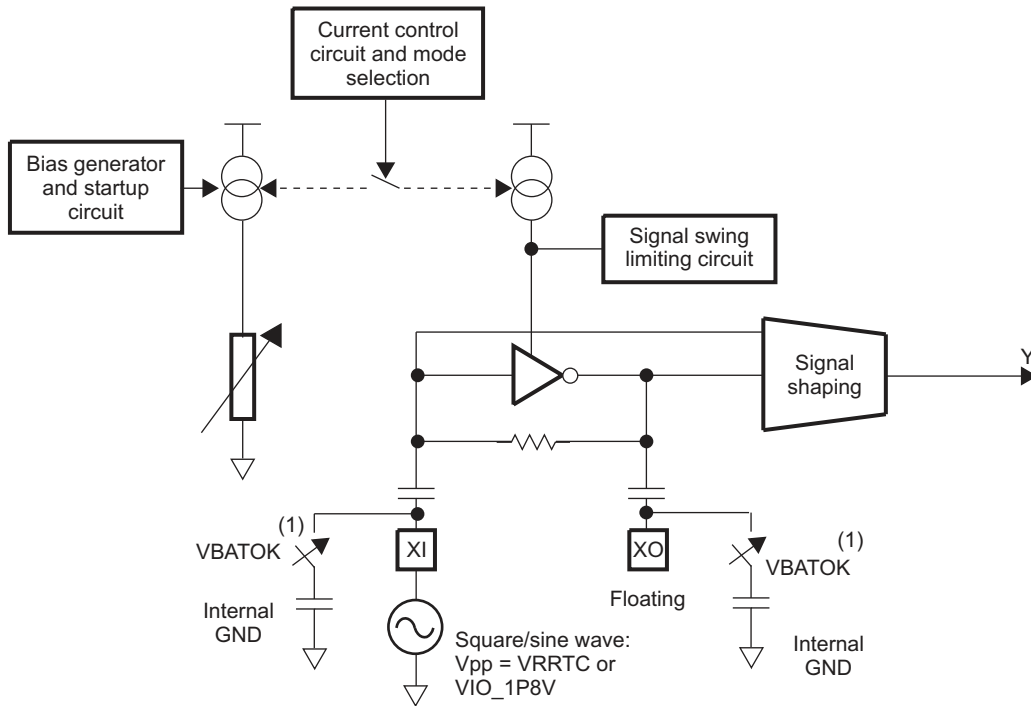 Current control
circuit and mode
selection
Bias generator
and startup
circuit
Signal swing
limiting circuit
Signal
shaping
Y
(1)
VBATOK
XI
XO
(1)
VBATOK
Floating
Internal
GND
Square/sine wave:
Vpp = VRRTC or
VIO_1P8V
Internal
GND